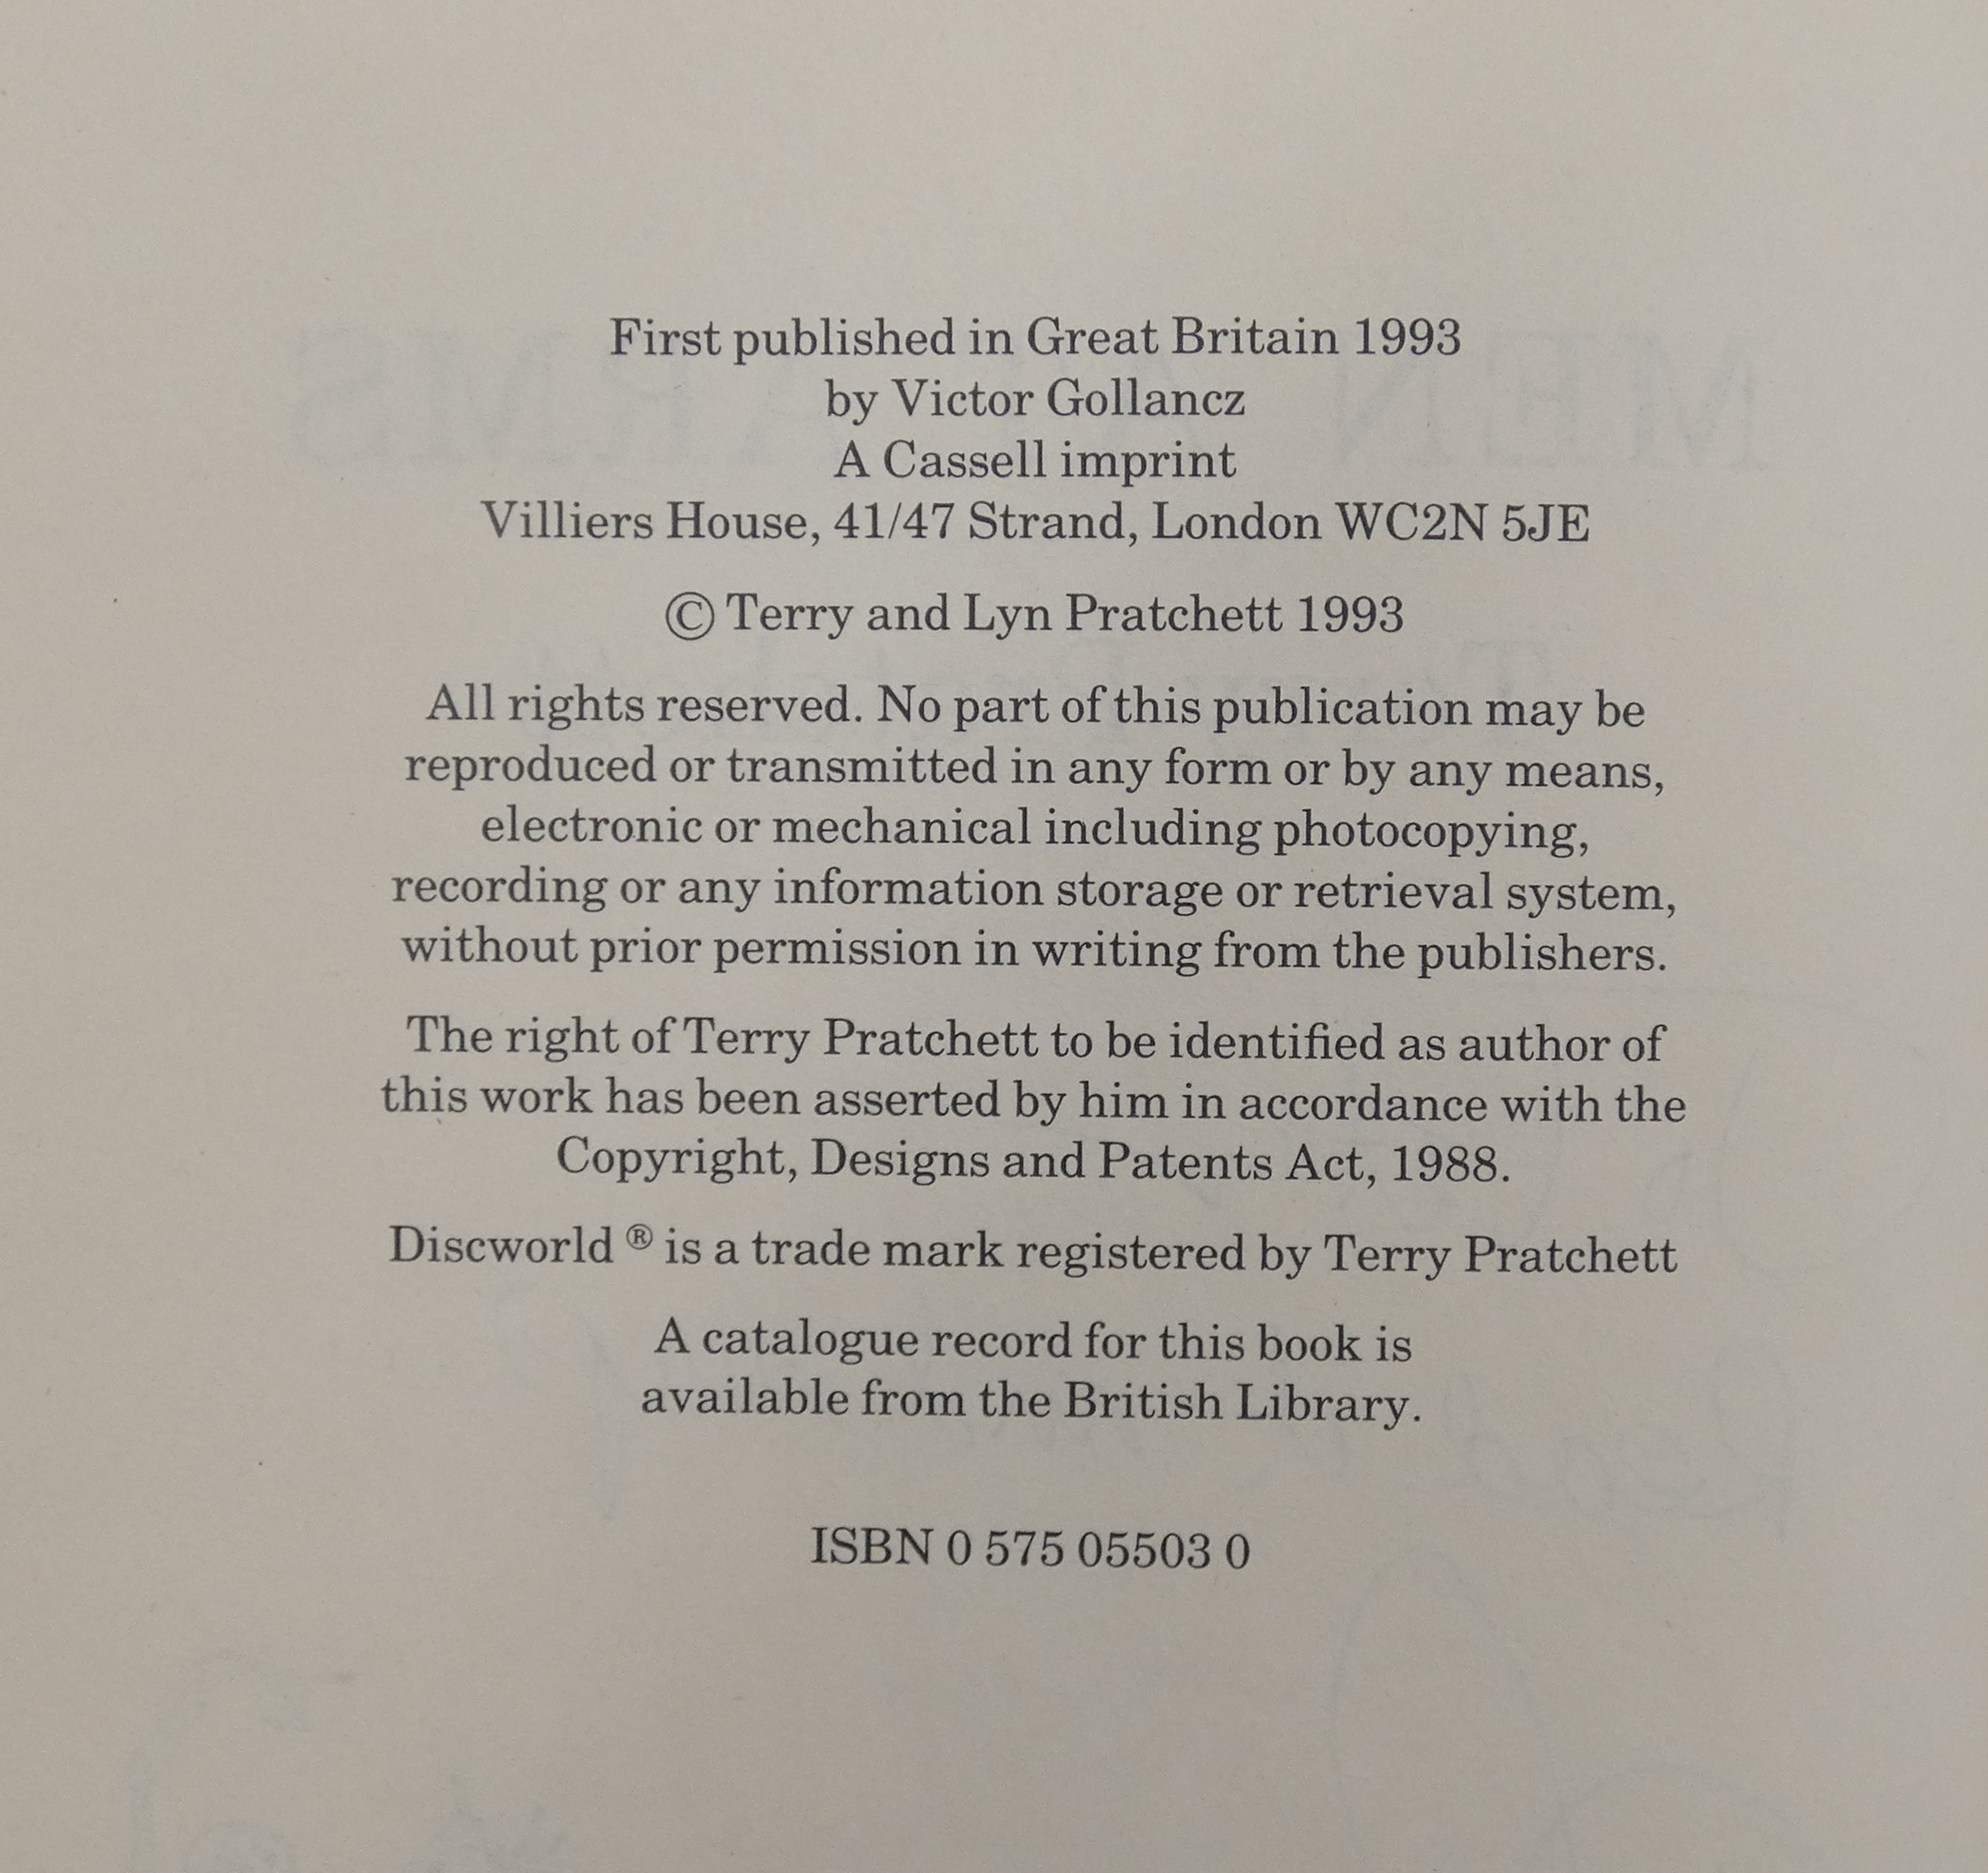 First published in Great Britain 1993
by Victor Gollancz
A Cassell imprint
Villiers House, 41/47 Strand, London WC2N 5JE
© Terry and Lyn Pratchett 1993
All rights reserved. No part of this publication may be
reproduced or transmitted in any form or by any means,
electronic or mechanical including photocopying,
recording or any information storage or retrieval system,
without prior permission in writing from the publishers.
The right of Terry Pratchett to be identified as author of
this work has been asserted by him in accordance with the
Copyright, Designs and Patents Act, 1988.
Discworld ® is a trade mark registered by Terry Pratchett
A catalogue record for this book is
available from the British Library.
ISBN 0 575 05503 0